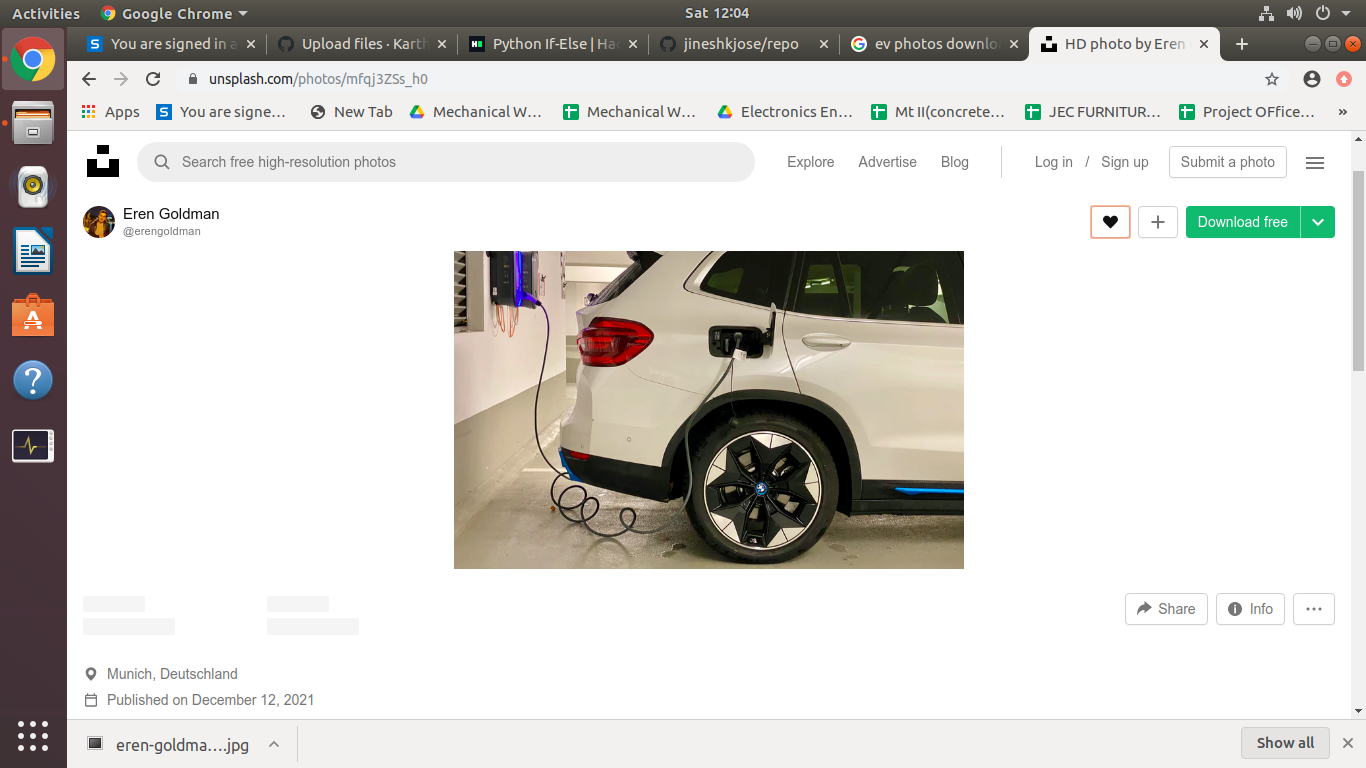 Activities Google Chrome Sat 12:04
You are signed in a Upload files · Karth Python If-Else | Hac jineshkjose/repo ev photos downlo HD photo by Eren
unsplash.com/photos/mfqj3ZSs_h0
Apps You are signe… New Tab Mechanical W… Mechanical W… Electronics En… Mt II(concrete… JEC FURNITUR… Project OFfice… »
Search free high-resolution photos Explore Advertise Blog Log in / Sign up Submit a photo
Eren Goldman
@erengoldman
Download free
Share Info
Munich, Deutschland
Published on December 12, 2021
eren-goldma….jpg Show all